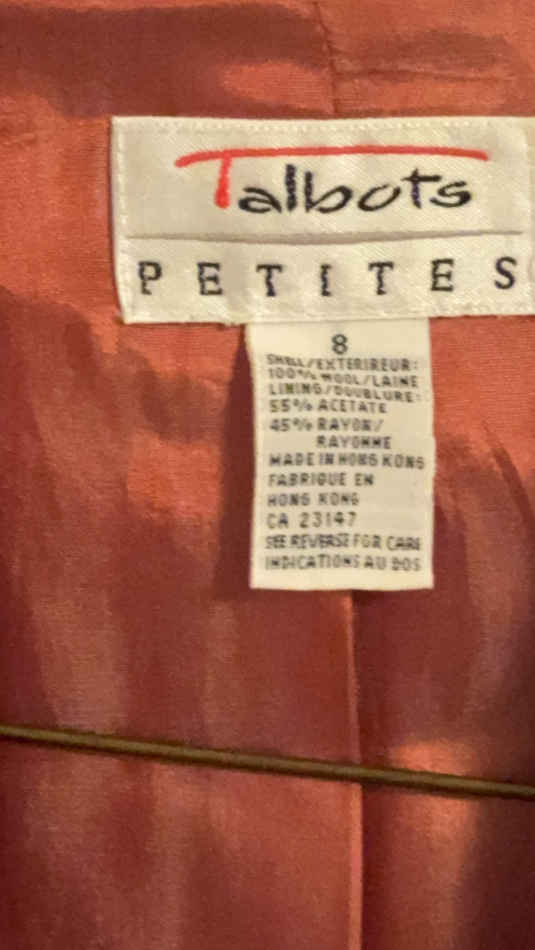 Talbots
PETITES
8
SHELL/EXTERIREUR:
100% WOOL/LAINE
LINING/DOUBLURE:
55% ACETATE
45% RAYON/
RAYONNE
MADE IN HONG KONG
FABRIQUE EN
HONG KONG
CA 23147
SEE REVERSE FOR CARE
INDICATIONS AU DOS